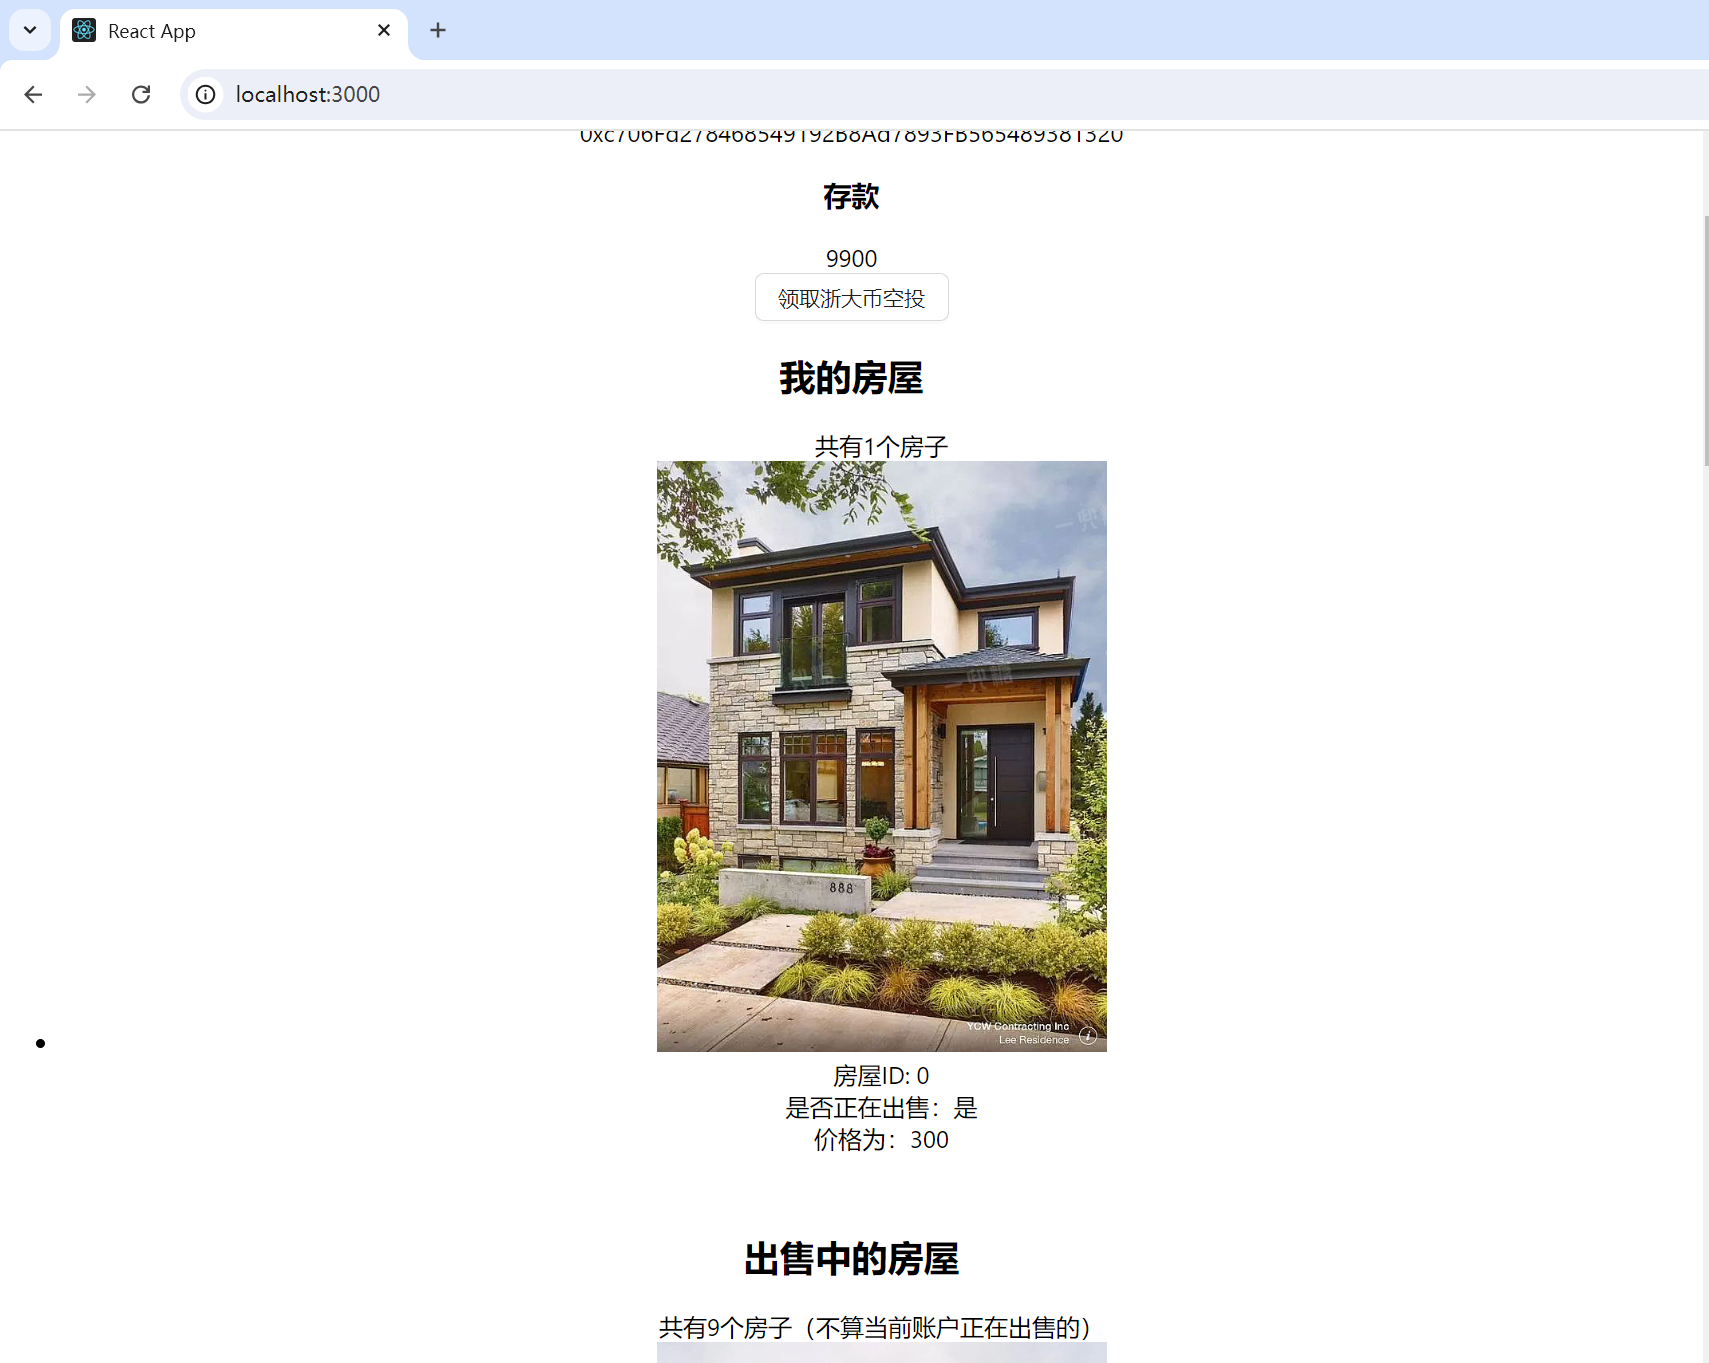 React App
localhost:3000
0xc706Fd278468549192B8Ad7893FB565489381320
存款
9900
领取浙大币空投
我的房屋
共有1个房子
888
YCW Contracting Inc
Lee Residence
房屋ID: 0
是否正在出售：是
价格为：300
出售中的房屋
共有9个房子（不算当前账户正在出售的）